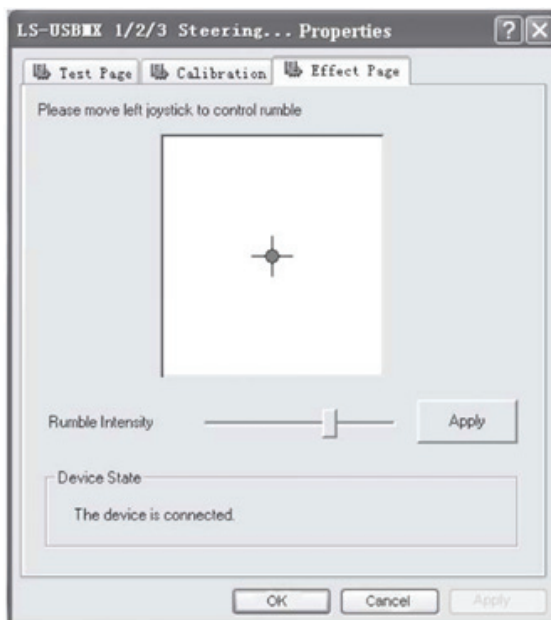 LS-USBMX 1/2/3 Steering... Properties
Test Page Calibration Effect Page
Please move left joystick to control rumble
Rumble Intensity Apply
Device State
The device is connected.
OK Cancel Apply